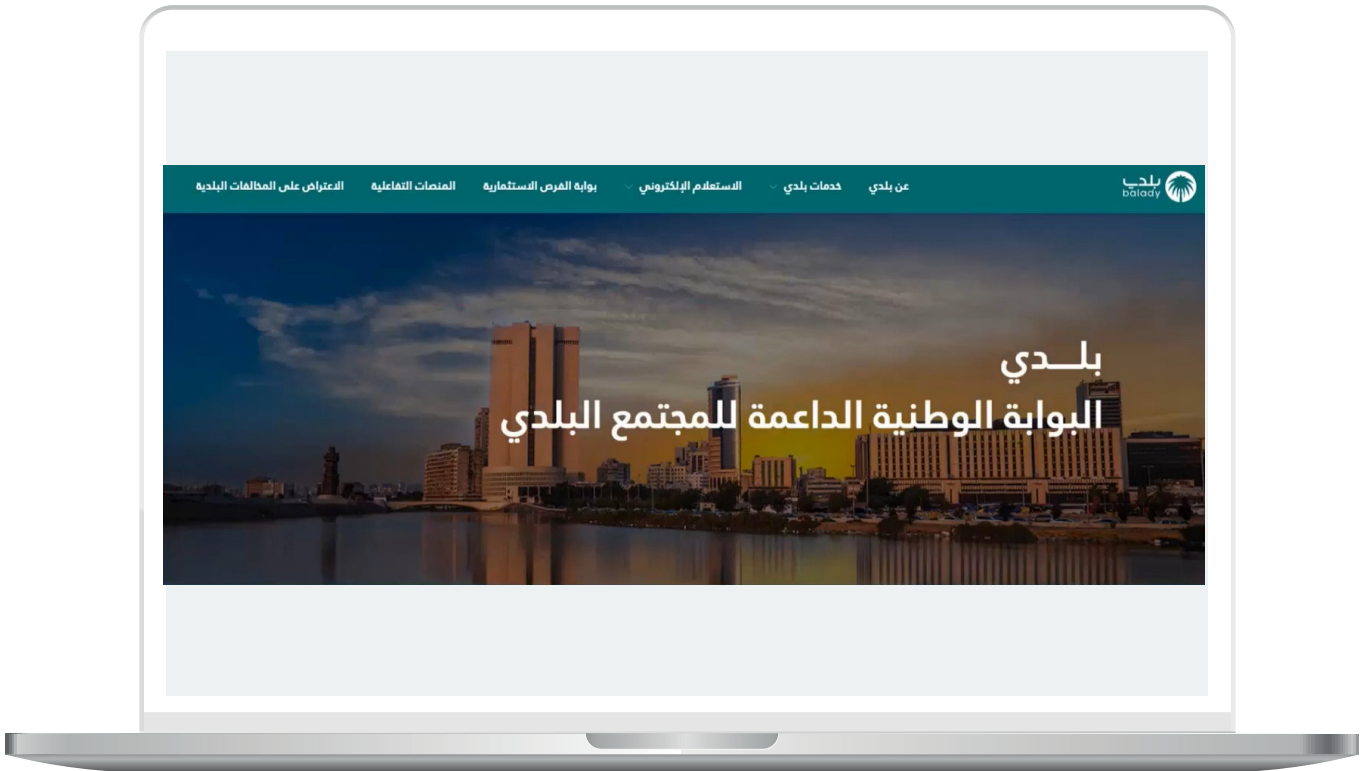 بلدي
balady
عن بلدي
خدمات بلدي
الاستعلام الإلكتروني
بوابة الفرص الاستثمارية
المنصات التفاعلية
الاعتراض على المخالفات البلدية
بلـــدي
البوابة الوطنية الداعمة للمجتمع البلدي